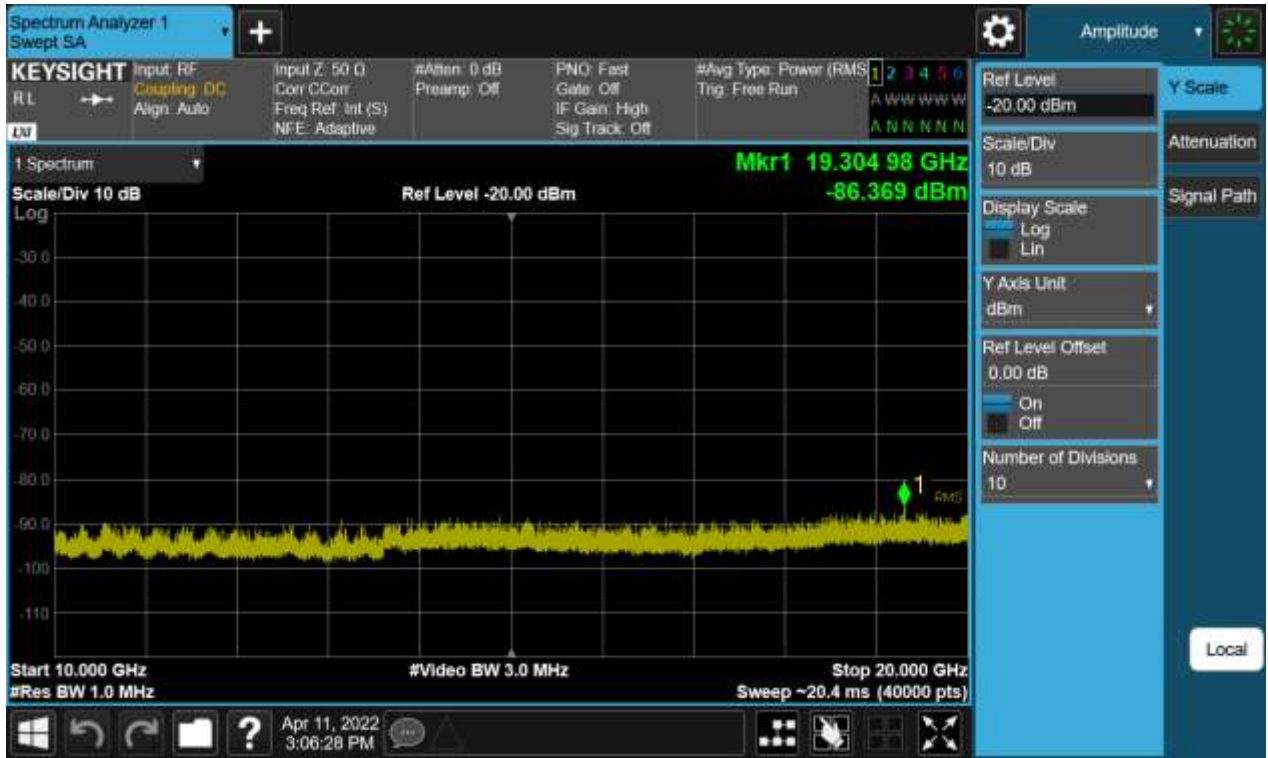 Spectrum Analyzer 1
Swept SA
+
Amplitude
KEYSIGHT
RL
LXI
Input: RF
Coupling: DC
Align: Auto
Input Z: 50 Ω
Corr CCorr
Freq Ref: Int (S)
NFE: Adaptive
#Atten: 0 dB
Preamp: Off
PNO: Fast
Gate: Off
IF Gain: High
Sig Track: Off
#Avg Type: Power (RMS
Trig: Free Run
1 2 3 4 5 6
A W W W W W
A N N N N N
1 Spectrum
Mkr1 19.304 98 GHz
Scale/Div 10 dB
Ref Level -20.00 dBm
-86.369 dBm
Log
-30.0
-40.0
-50.0
-60.0
-70.0
-80.0
-90.0
-100
-110
1
RMS
Start 10.000 GHz
#Video BW 3.0 MHz
Stop 20.000 GHz
#Res BW 1.0 MHz
Sweep ~20.4 ms (40000 pts)
Ref Level
-20.00 dBm
Scale/Div
10 dB
Display Scale
Log
Lin
Y Axis Unit
dBm
Ref Level Offset
0.00 dB
On
Off
Number of Divisions
10
Y Scale
Attenuation
Signal Path
Local
?
Apr 11, 2022
3:06:28 PM